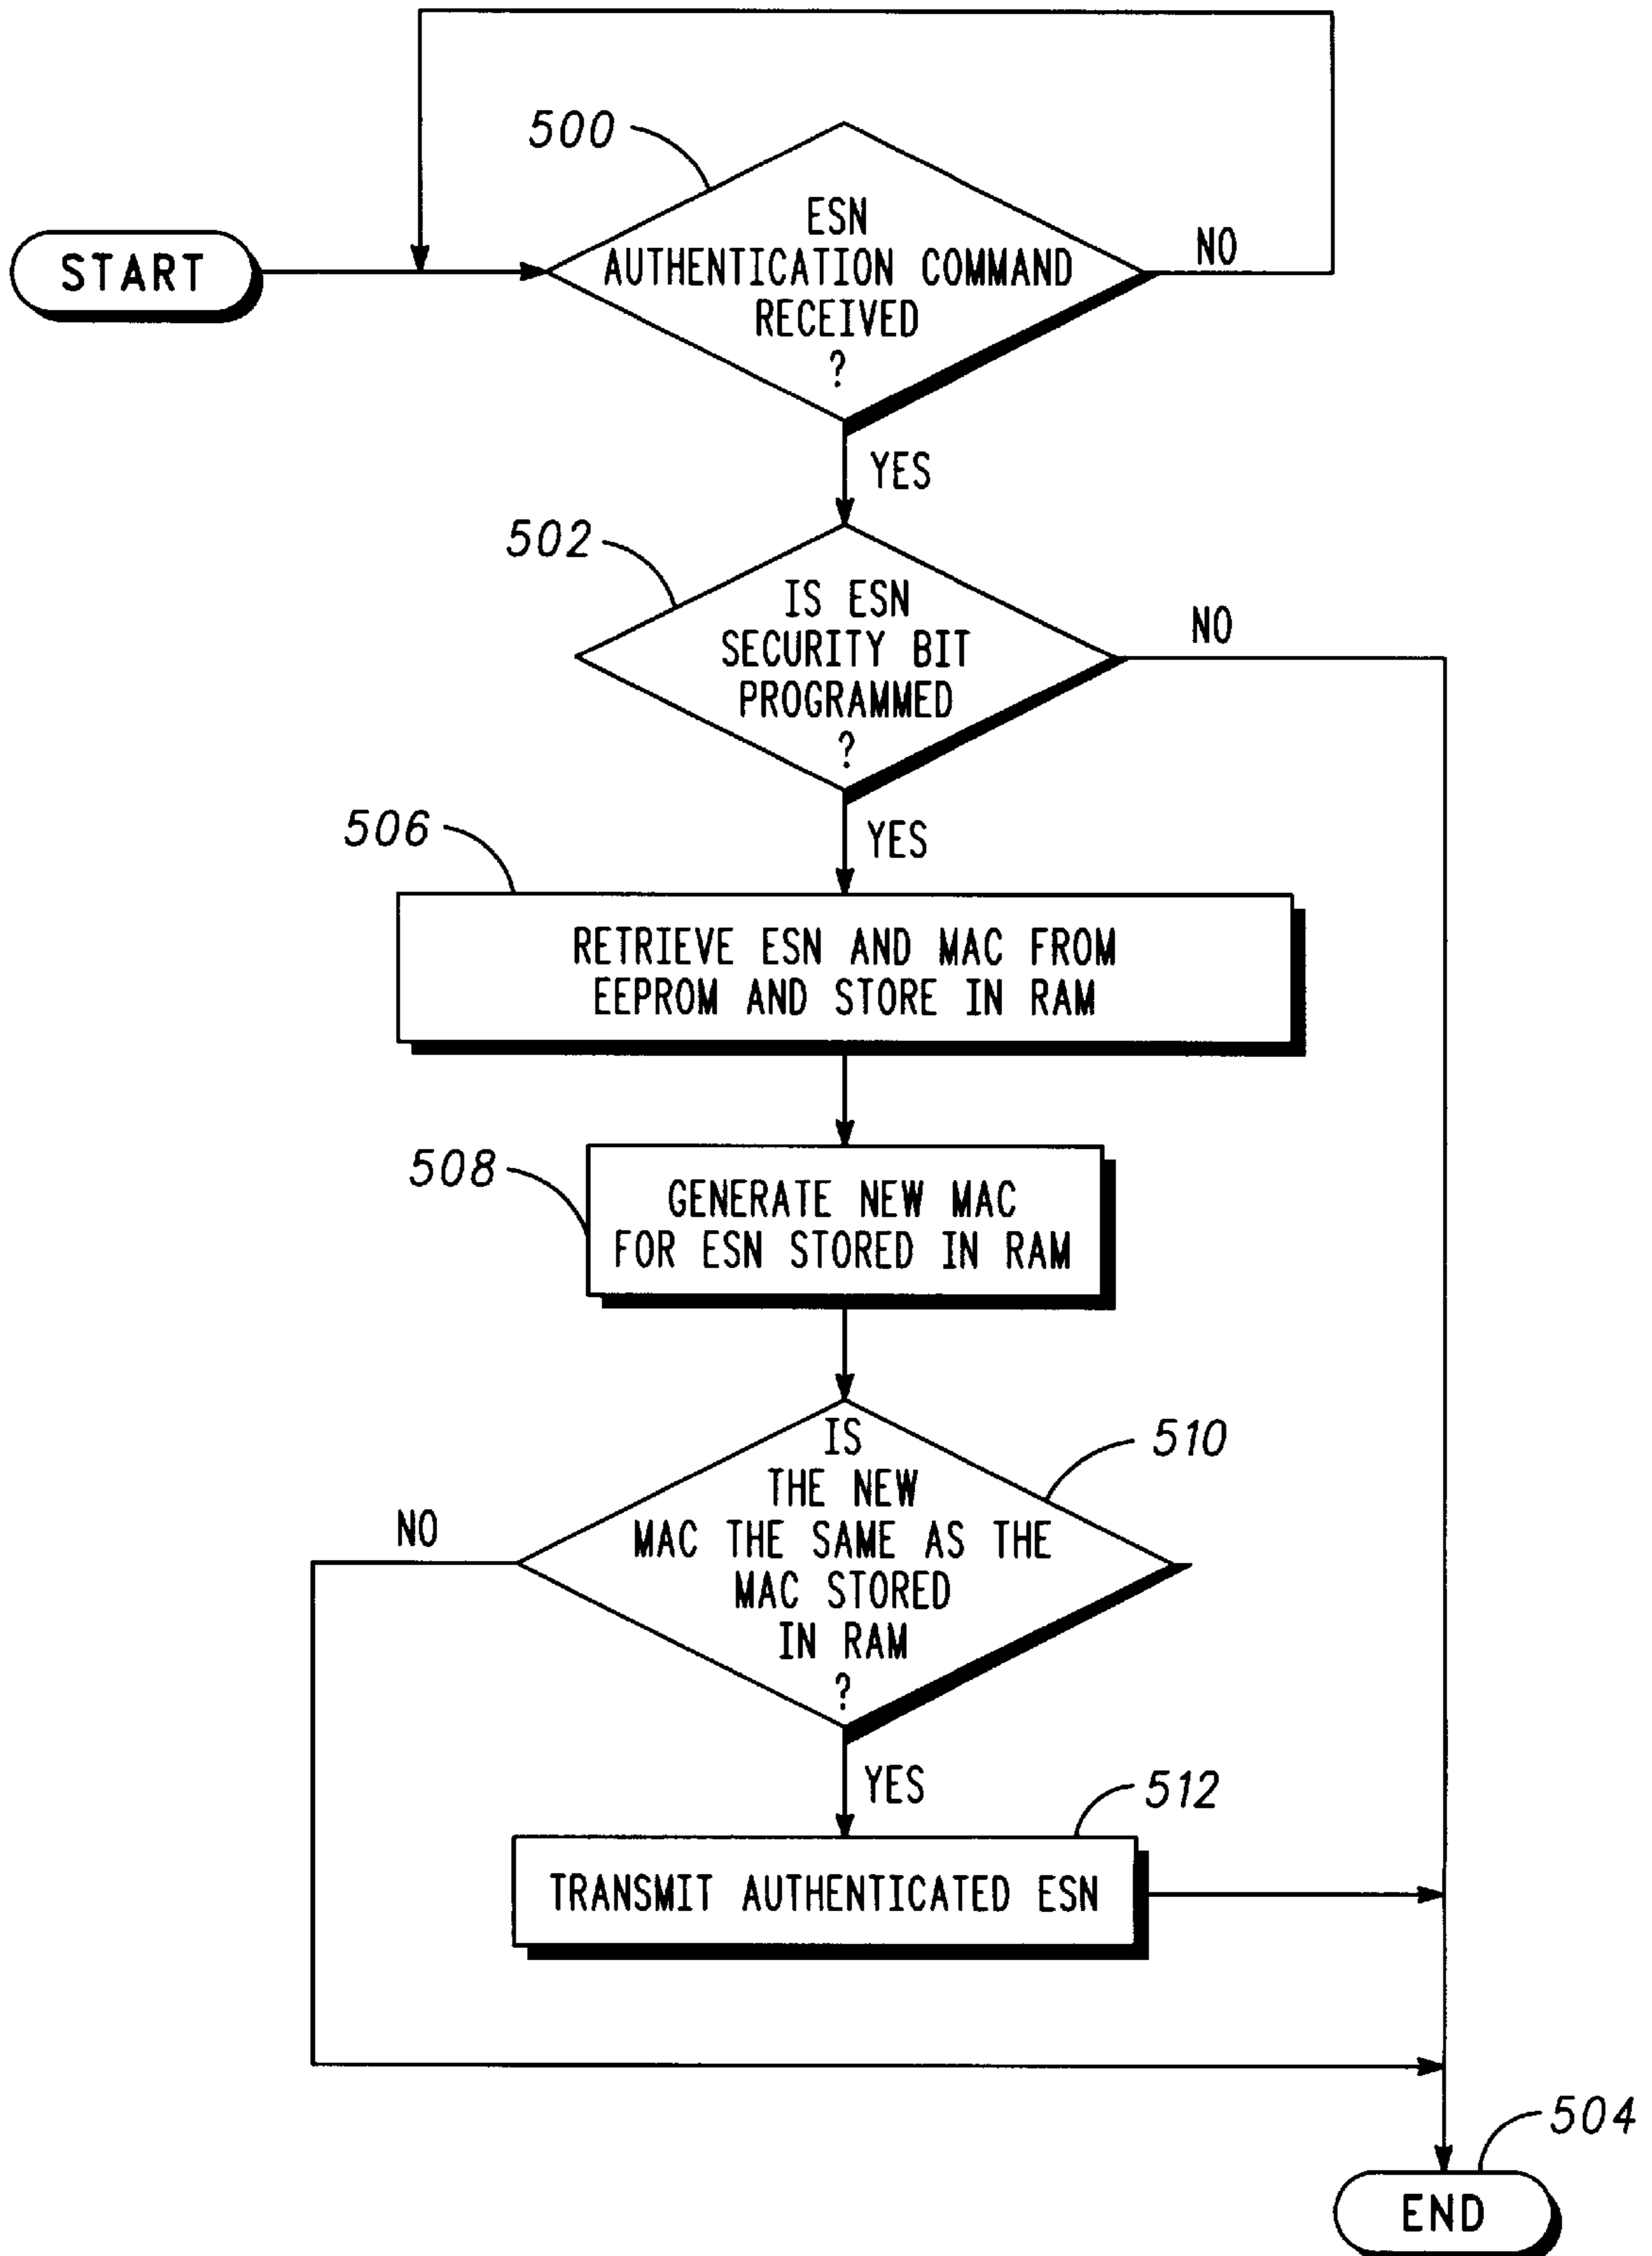 500
ESN
AUTHENTICATION COMMAND
RECEIVED
?
NO
START
YES
502
IS ESN
SECURITY BIT
PROGRAMMED
?
NO
YES
506
RETRIEVE ESN AND MAC FROM
EEPROM AND STORE IN RAM
508
GENERATE NEW MAC
FOR ESN STORED IN RAM
510
IS
THE NEW
MAC THE SAME AS THE
MAC STORED
IN RAM
?
NO
YES
512
TRANSMIT AUTHENTICATED ESN
504
END